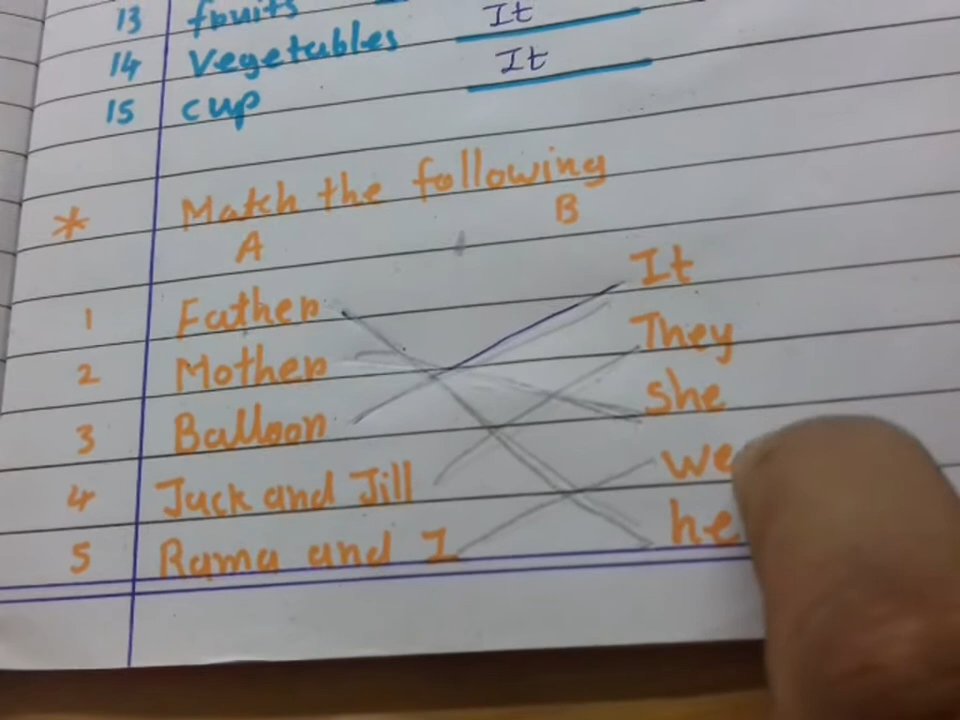 13 fruits It
14 Vegetables It
15 cup
* Match the following
A B
1 Father It
2 Mother They
3 Balloon she
4 Jack and Jill we
5 Rama and I he